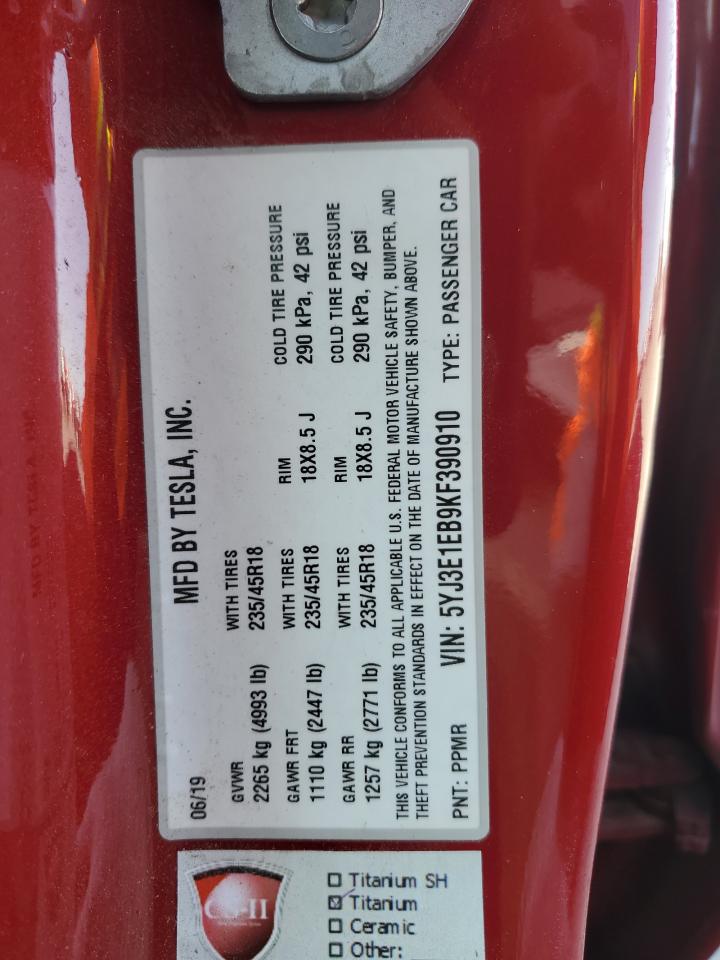 MFD BY TESLA, INC.
06/19
GVWR WITH TIRES
2265 kg (4993 lb) 235/45R18
GAWR FRT WITH TIRES RIM COLD TIRE PRESSURE
1110 kg (2447 lb) 235/45R18 18X8.5 J 290 kPa, 42 psi
GAWR RR WITH TIRES RIM COLD TIRE PRESSURE
1257 kg (2771 lb) 235/45R18 18X8.5 J 290 kPa, 42 psi
THIS VEHICLE CONFORMS TO ALL APPLICABLE U.S. FEDERAL MOTOR VEHICLE SAFETY, BUMPER, AND
THEFT PREVENTION STANDARDS IN EFFECT ON THE DATE OF MANUFACTURE SHOWN ABOVE.
PNT: PPMR VIN: 5YJ3E1EB9KF390910 TYPE: PASSENGER CAR
Titanium SH
Titanium
Ceramic
Other: